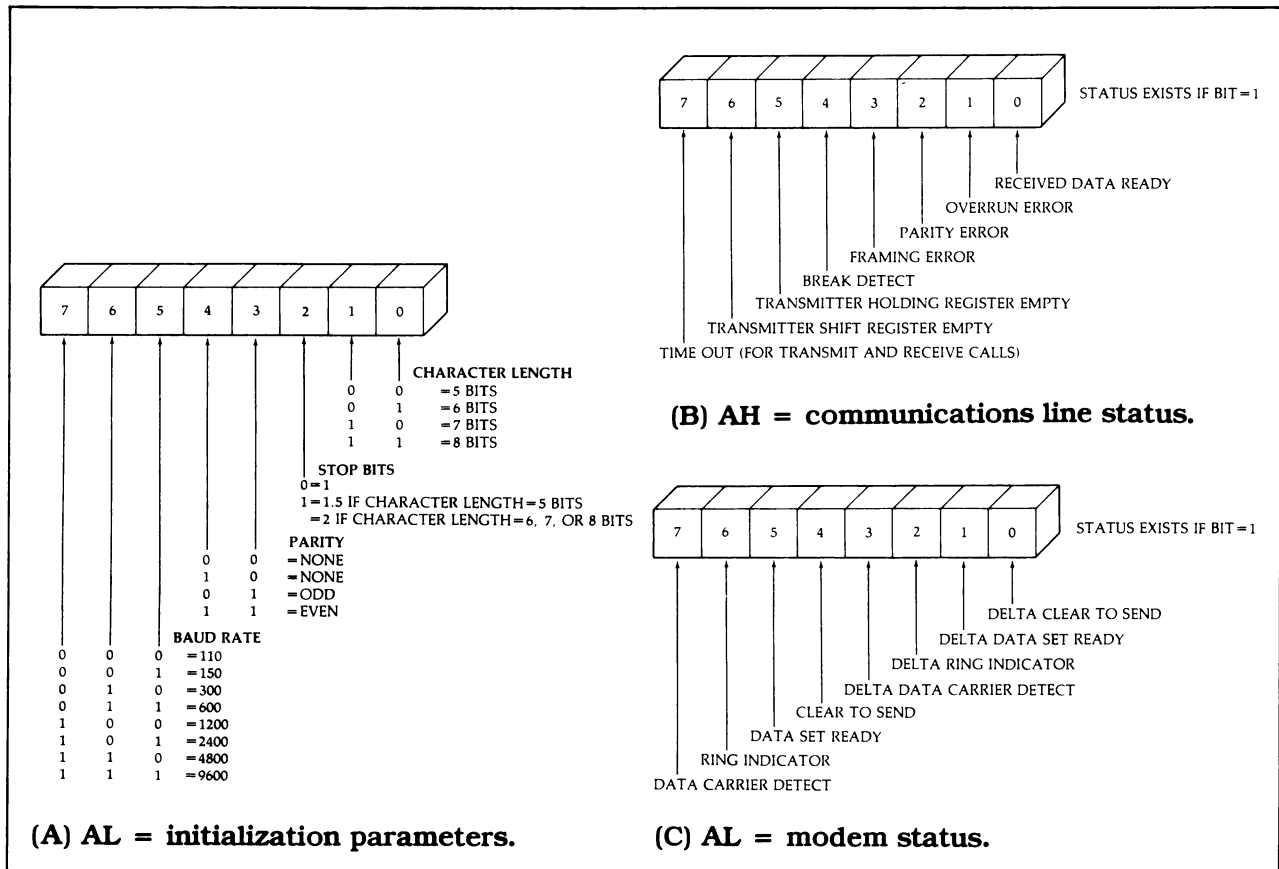 7 6 5 4 3 2 1 0
CHARACTER LENGTH
0 0 =5 BITS
0 1 =6 BITS
1 0 =7 BITS
1 1 =8 BITS
STOP BITS
0=1
1=1.5 IF CHARACTER LENGTH=5 BITS
=2 IF CHARACTER LENGTH=6, 7, OR 8 BITS
PARITY
0 0 =NONE
1 0 =NONE
0 1 =ODD
1 1 =EVEN
BAUD RATE
0 0 0 =110
0 0 1 =150
0 1 0 =300
0 1 1 =600
1 0 0 =1200
1 0 1 =2400
1 1 0 =4800
1 1 1 =9600
(A) AL = initialization parameters.
7 6 5 4 3 2 1 0
STATUS EXISTS IF BIT=1
RECEIVED DATA READY
OVERRUN ERROR
PARITY ERROR
FRAMING ERROR
BREAK DETECT
TRANSMITTER HOLDING REGISTER EMPTY
TRANSMITTER SHIFT REGISTER EMPTY
TIME OUT (FOR TRANSMIT AND RECEIVE CALLS)
(B) AH = communications line status.
7 6 5 4 3 2 1 0
STATUS EXISTS IF BIT=1
DELTA CLEAR TO SEND
DELTA DATA SET READY
DELTA RING INDICATOR
DELTA DATA CARRIER DETECT
CLEAR TO SEND
DATA SET READY
RING INDICATOR
DATA CARRIER DETECT
(C) AL = modem status.